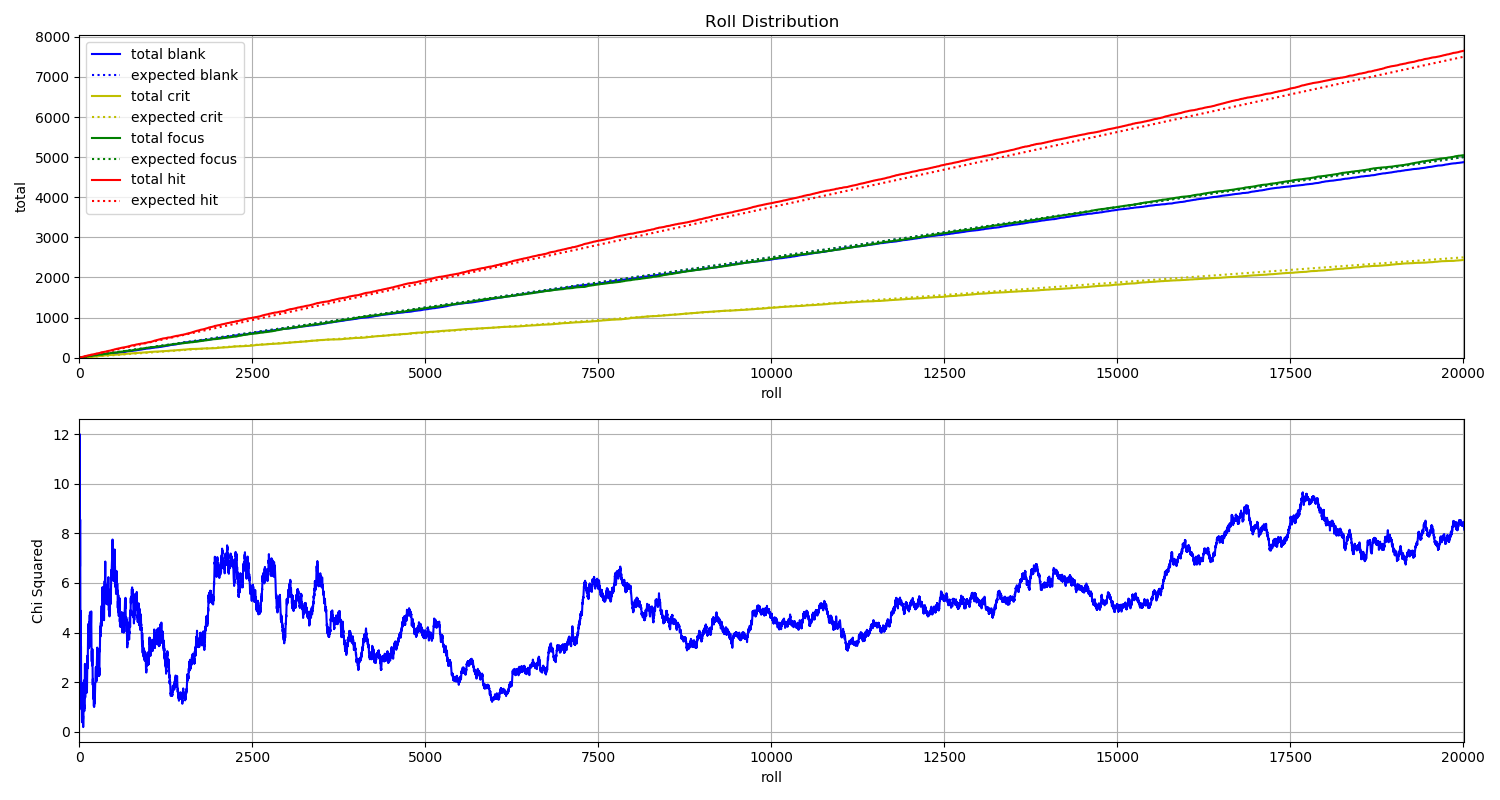 Roll Distribution
8000
7000
6000
5000
4000
3000
2000
1000
0
total
total blank
expected blank
total crit
expected crit
total focus
expected focus
total hit
expected hit
0 2500 5000 7500 10000 12500 15000 17500 20000
roll
12
10
8
6
4
2
0
Chi Squared
0 2500 5000 7500 10000 12500 15000 17500 20000
roll